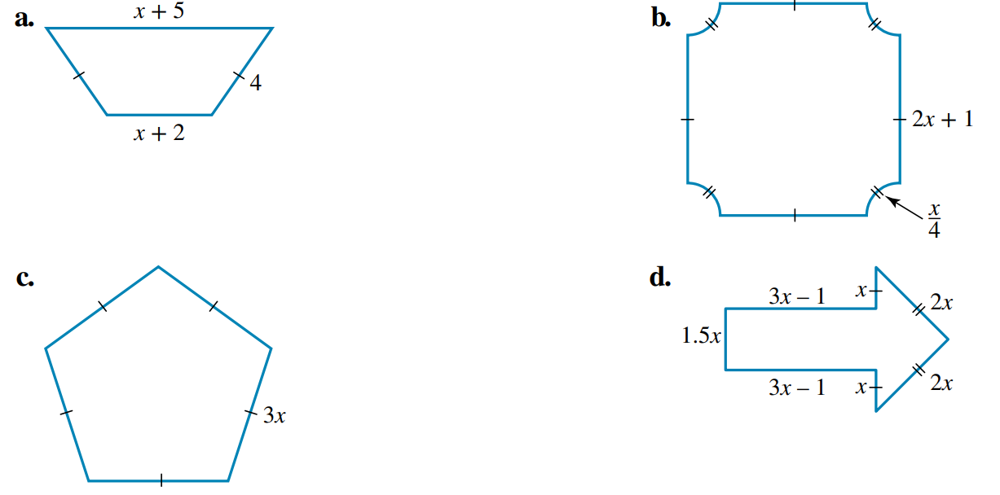 a.
x + 5
4
x + 2
b.
2x + 1
x/4
c.
3x
d.
3x – 1
x
2x
1.5x
3x – 1
x
2x